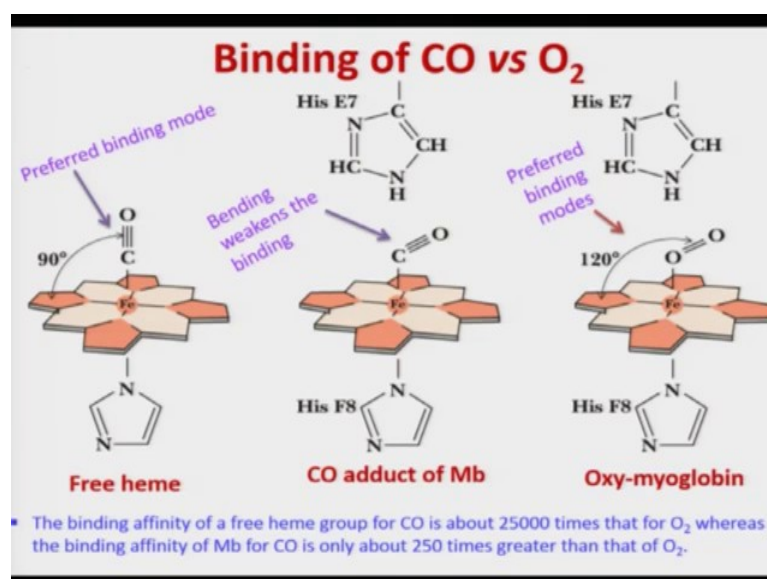 Binding of CO vs O₂
Preferred binding mode
O
C
90°
Fe
N
N
Free heme
His E7
C
N
CH
HC
N
H
Bending
weakens the
binding
O
C
Fe
N
His F8
N
CO adduct of Mb
His E7
C
N
CH
HC
N
H
Preferred
binding
modes
O
O
120°
Fe
N
His F8
N
Oxy-myoglobin
▪ The binding affinity of a free heme group for CO is about 25000 times that for O₂ whereas
the binding affinity of Mb for CO is only about 250 times greater than that of O₂.